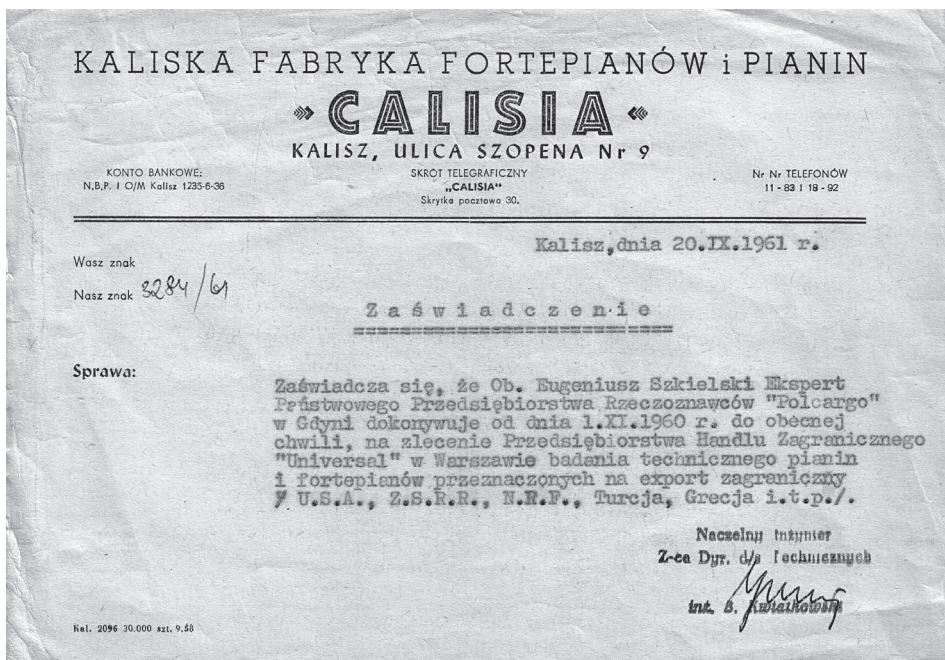 KALISKA FABRYKA FORTEPIANÓW i PIANIN
CALISIA
KALISZ, ULICA SZOPENA Nr 9
KONTO BANKOWE:
N.B.P. I O/M Kalisz 1235-6-36
SKRÓT TELEGRAFICZNY
„CALISIA"
Skrytka pocztowa 30.
Nr Nr TELEFONÓW
11 - 83 i 18 - 92
Kalisz,dnia 20.IX.1961 r.
Wasz znak
Nasz znak 3284/61
Zaświadczenie
Sprawa:
Zaświadcza się, że Ob. Eugeniusz Szkielski Ekspert
Państwowego Przedsiębiorstwa Rzeczoznawców "Polcargo"
w Gdyni dokonywuje od dnia 1.XI.1960 r. do obecnej
chwili, na zlecenie Przedsiębiorstwa Handlu Zagranicznego
"Universal" w Warszawie badania technicznego pianin
i fortepianów przeznaczonych na export zagraniczny
/ U.S.A., Z.S.R.R., N.R.F., Turcja, Grecja i.t.p./.
Naczelny Inżynier
Z-ca Dyr. d/s Technicznych
inż. B. Kwiatkowski
Kal. 2096 30.000 szt. 9.58